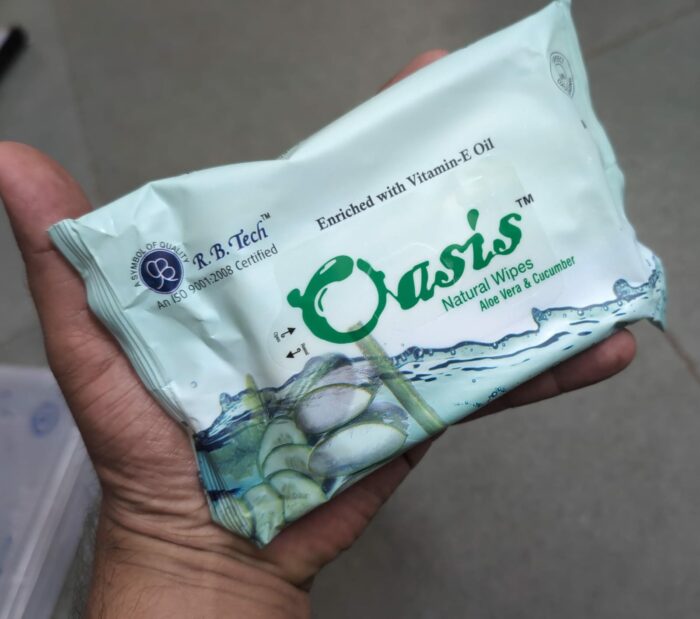 Enriched with Vitamin-E Oil
A SYMBOL OF QUALITY
R.B.Tech™
An ISO 9001:2008 Certified
Oasis™
Natural Wipes
Aloe Vera & Cucumber